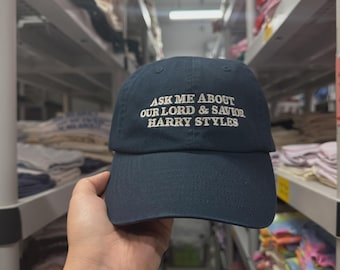 ASK ME ABOUT
OUR LORD & SAVIOR
HARRY STYLES